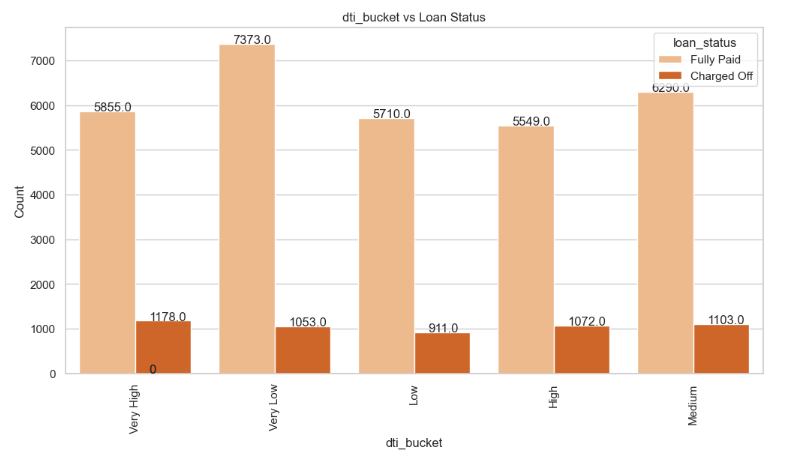 dti_bucket vs Loan Status
loan_status
Fully Paid
Charged Off
7000
6000
5000
4000
3000
2000
1000
0
Count
5855.0
7373.0
5710.0
5549.0
6290.0
1178.0
1053.0
911.0
1072.0
1103.0
0
Very High
Very Low
Low
High
Medium
dti_bucket